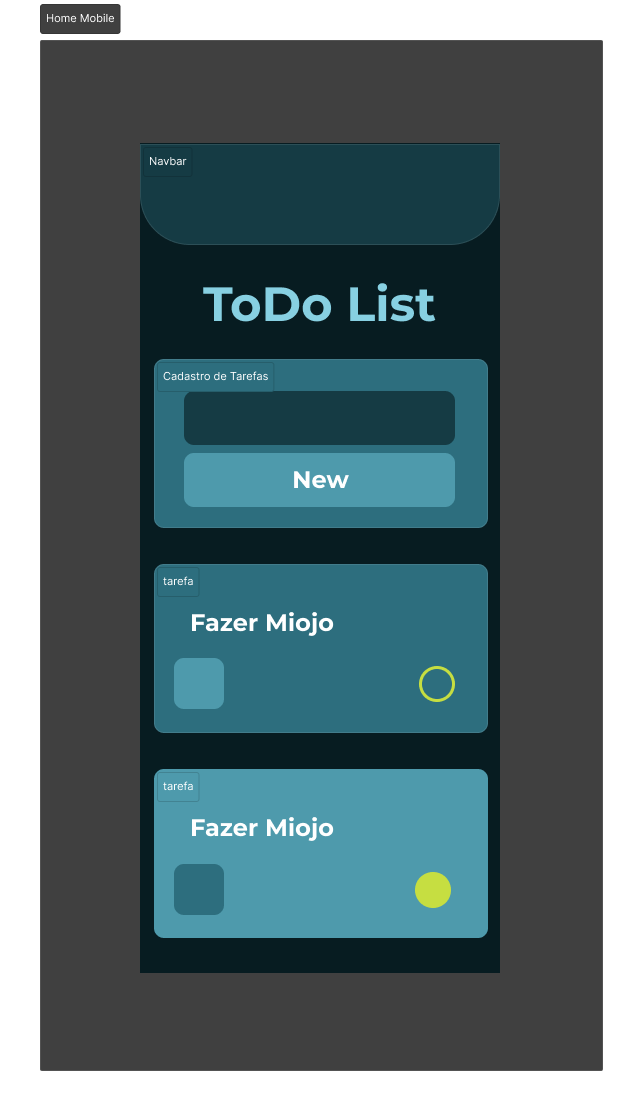 Home Mobile
Navbar
ToDo List
Cadastro de Tarefas
New
tarefa
Fazer Miojo
tarefa
Fazer Miojo